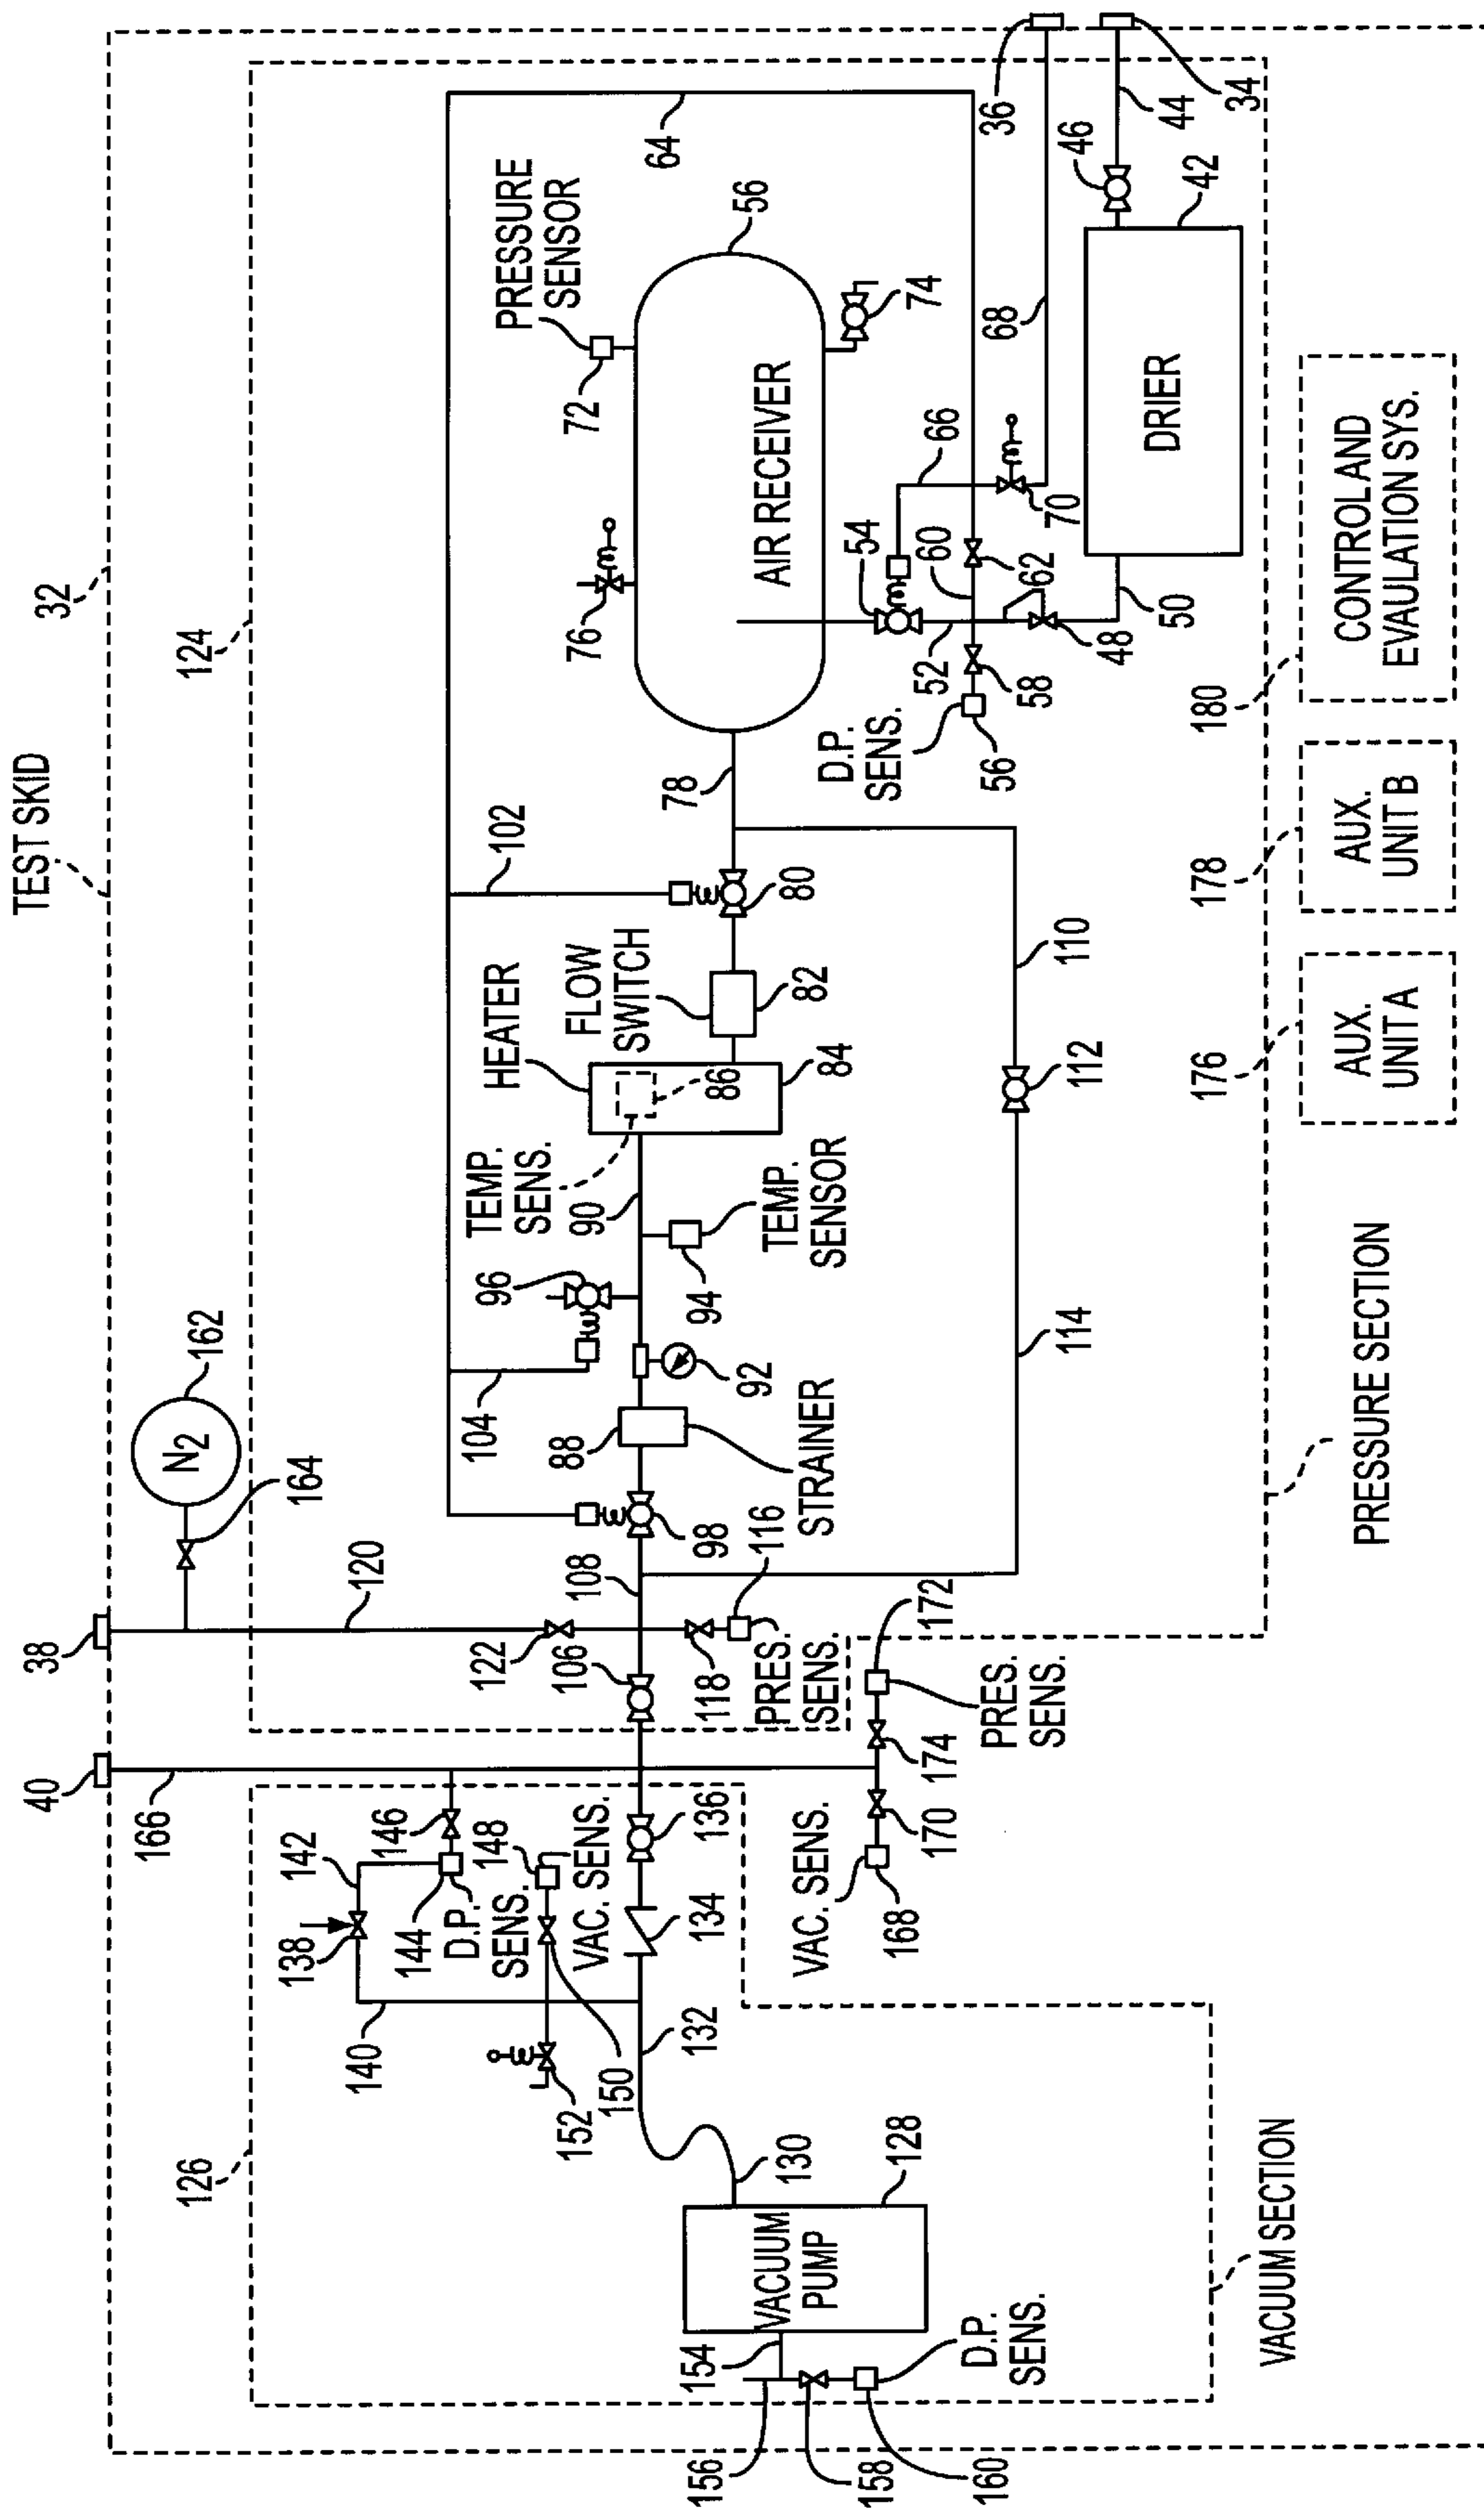 TEST SKID
32
124
126
38
40
36
34
N2
162
164
120
166
64
PRESSURE
SENSOR
72
56
AIR RECEIVER
74
76
78
102
80
FLOW
SWITCH
82
HEATER
84
86
TEMP.
SENS.
90
TEMP.
SENSOR
94
96
92
104
88
STRAINER
98
108
116
122
106
118
PRES.
SENS.
110
112
114
44
46
42
DRIER
50
48
68
66
70
54
60
62
52
58
D.P.
SENS.
56
172
PRES.
SENS.
174
170
VAC. SENS.
168
142
146
148
138
144
D.P.
SENS.
VAC. SENS.
136
134
140
132
150
152
130
128
VACUUM
PUMP
154
D.P.
SENS.
156
158
160
VACUUM SECTION
PRESSURE SECTION
176
AUX.
UNIT A
178
AUX.
UNIT B
180
CONTROL AND
EVAULATION SYS.